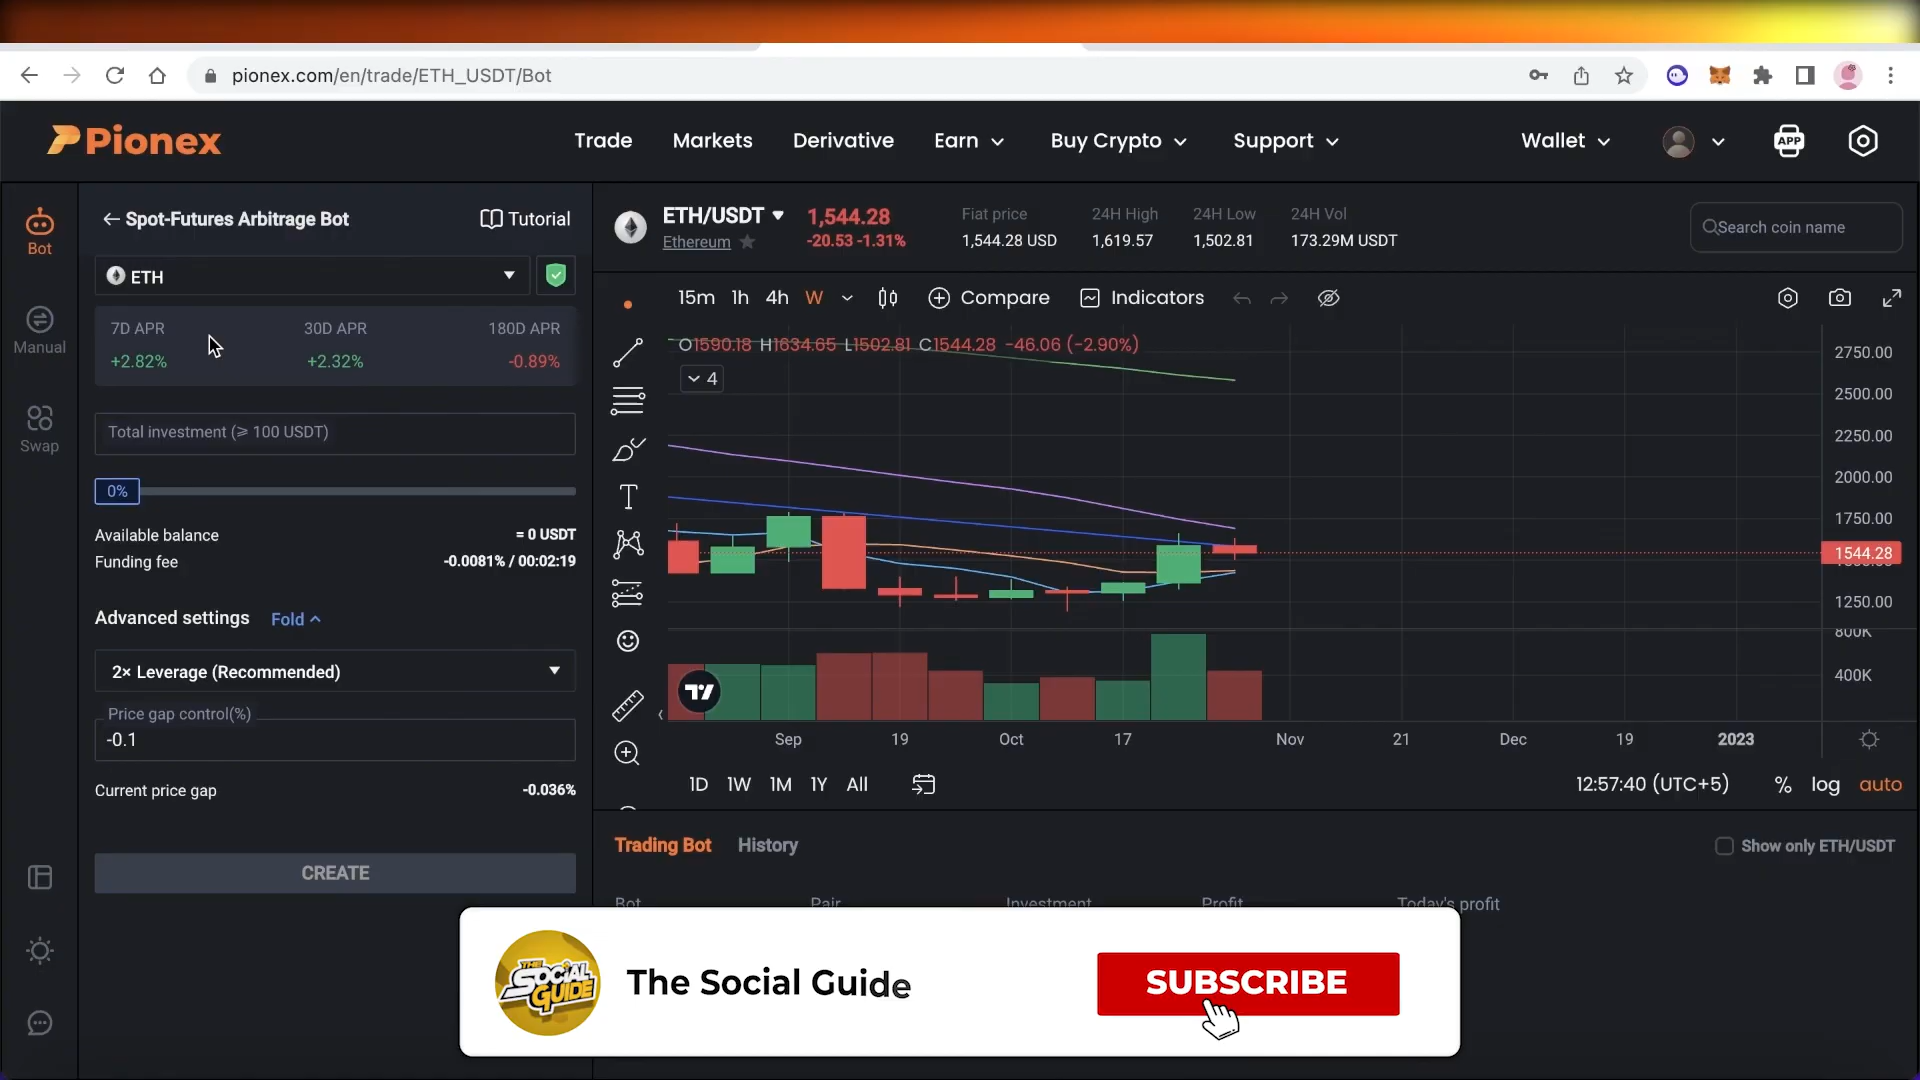 pionex.com/en/trade/ETH_USDT/Bot
Pionex
Trade
Markets
Derivative
Earn
Buy Crypto
Support
Wallet
APP
Bot
Manual
Swap
Spot-Futures Arbitrage Bot
Tutorial
ETH
7D APR
30D APR
180D APR
+2.82%
+2.32%
-0.89%
Total investment (⩾ 100 USDT)
0%
Available balance
= 0 USDT
Funding fee
-0.0081% / 00:02:19
Advanced settings
Fold
2× Leverage (Recommended)
Price gap control(%)
-0.1
Current price gap
-0.036%
CREATE
ETH/USDT
Ethereum
1,544.28
-20.53 -1.31%
Fiat price
1,544.28 USD
24H High
1,619.57
24H Low
1,502.81
24H Vol
173.29M USDT
Search coin name
15m 1h 4h W
Compare
Indicators
O1590.18 H1634.65 L1502.81 C1544.28 -46.06 (-2.90%)
4
2750.00
2500.00
2250.00
2000.00
1750.00
1544.28
1250.00
800K
400K
Sep
19
Oct
17
Nov
21
Dec
19
2023
1D 1W 1M 1Y All
12:57:40 (UTC+5)
% log auto
Trading Bot
History
Show only ETH/USDT
Bot
Pair
Investment
Profit
Today's profit
THE SOCIAL GUIDE
The Social Guide
SUBSCRIBE